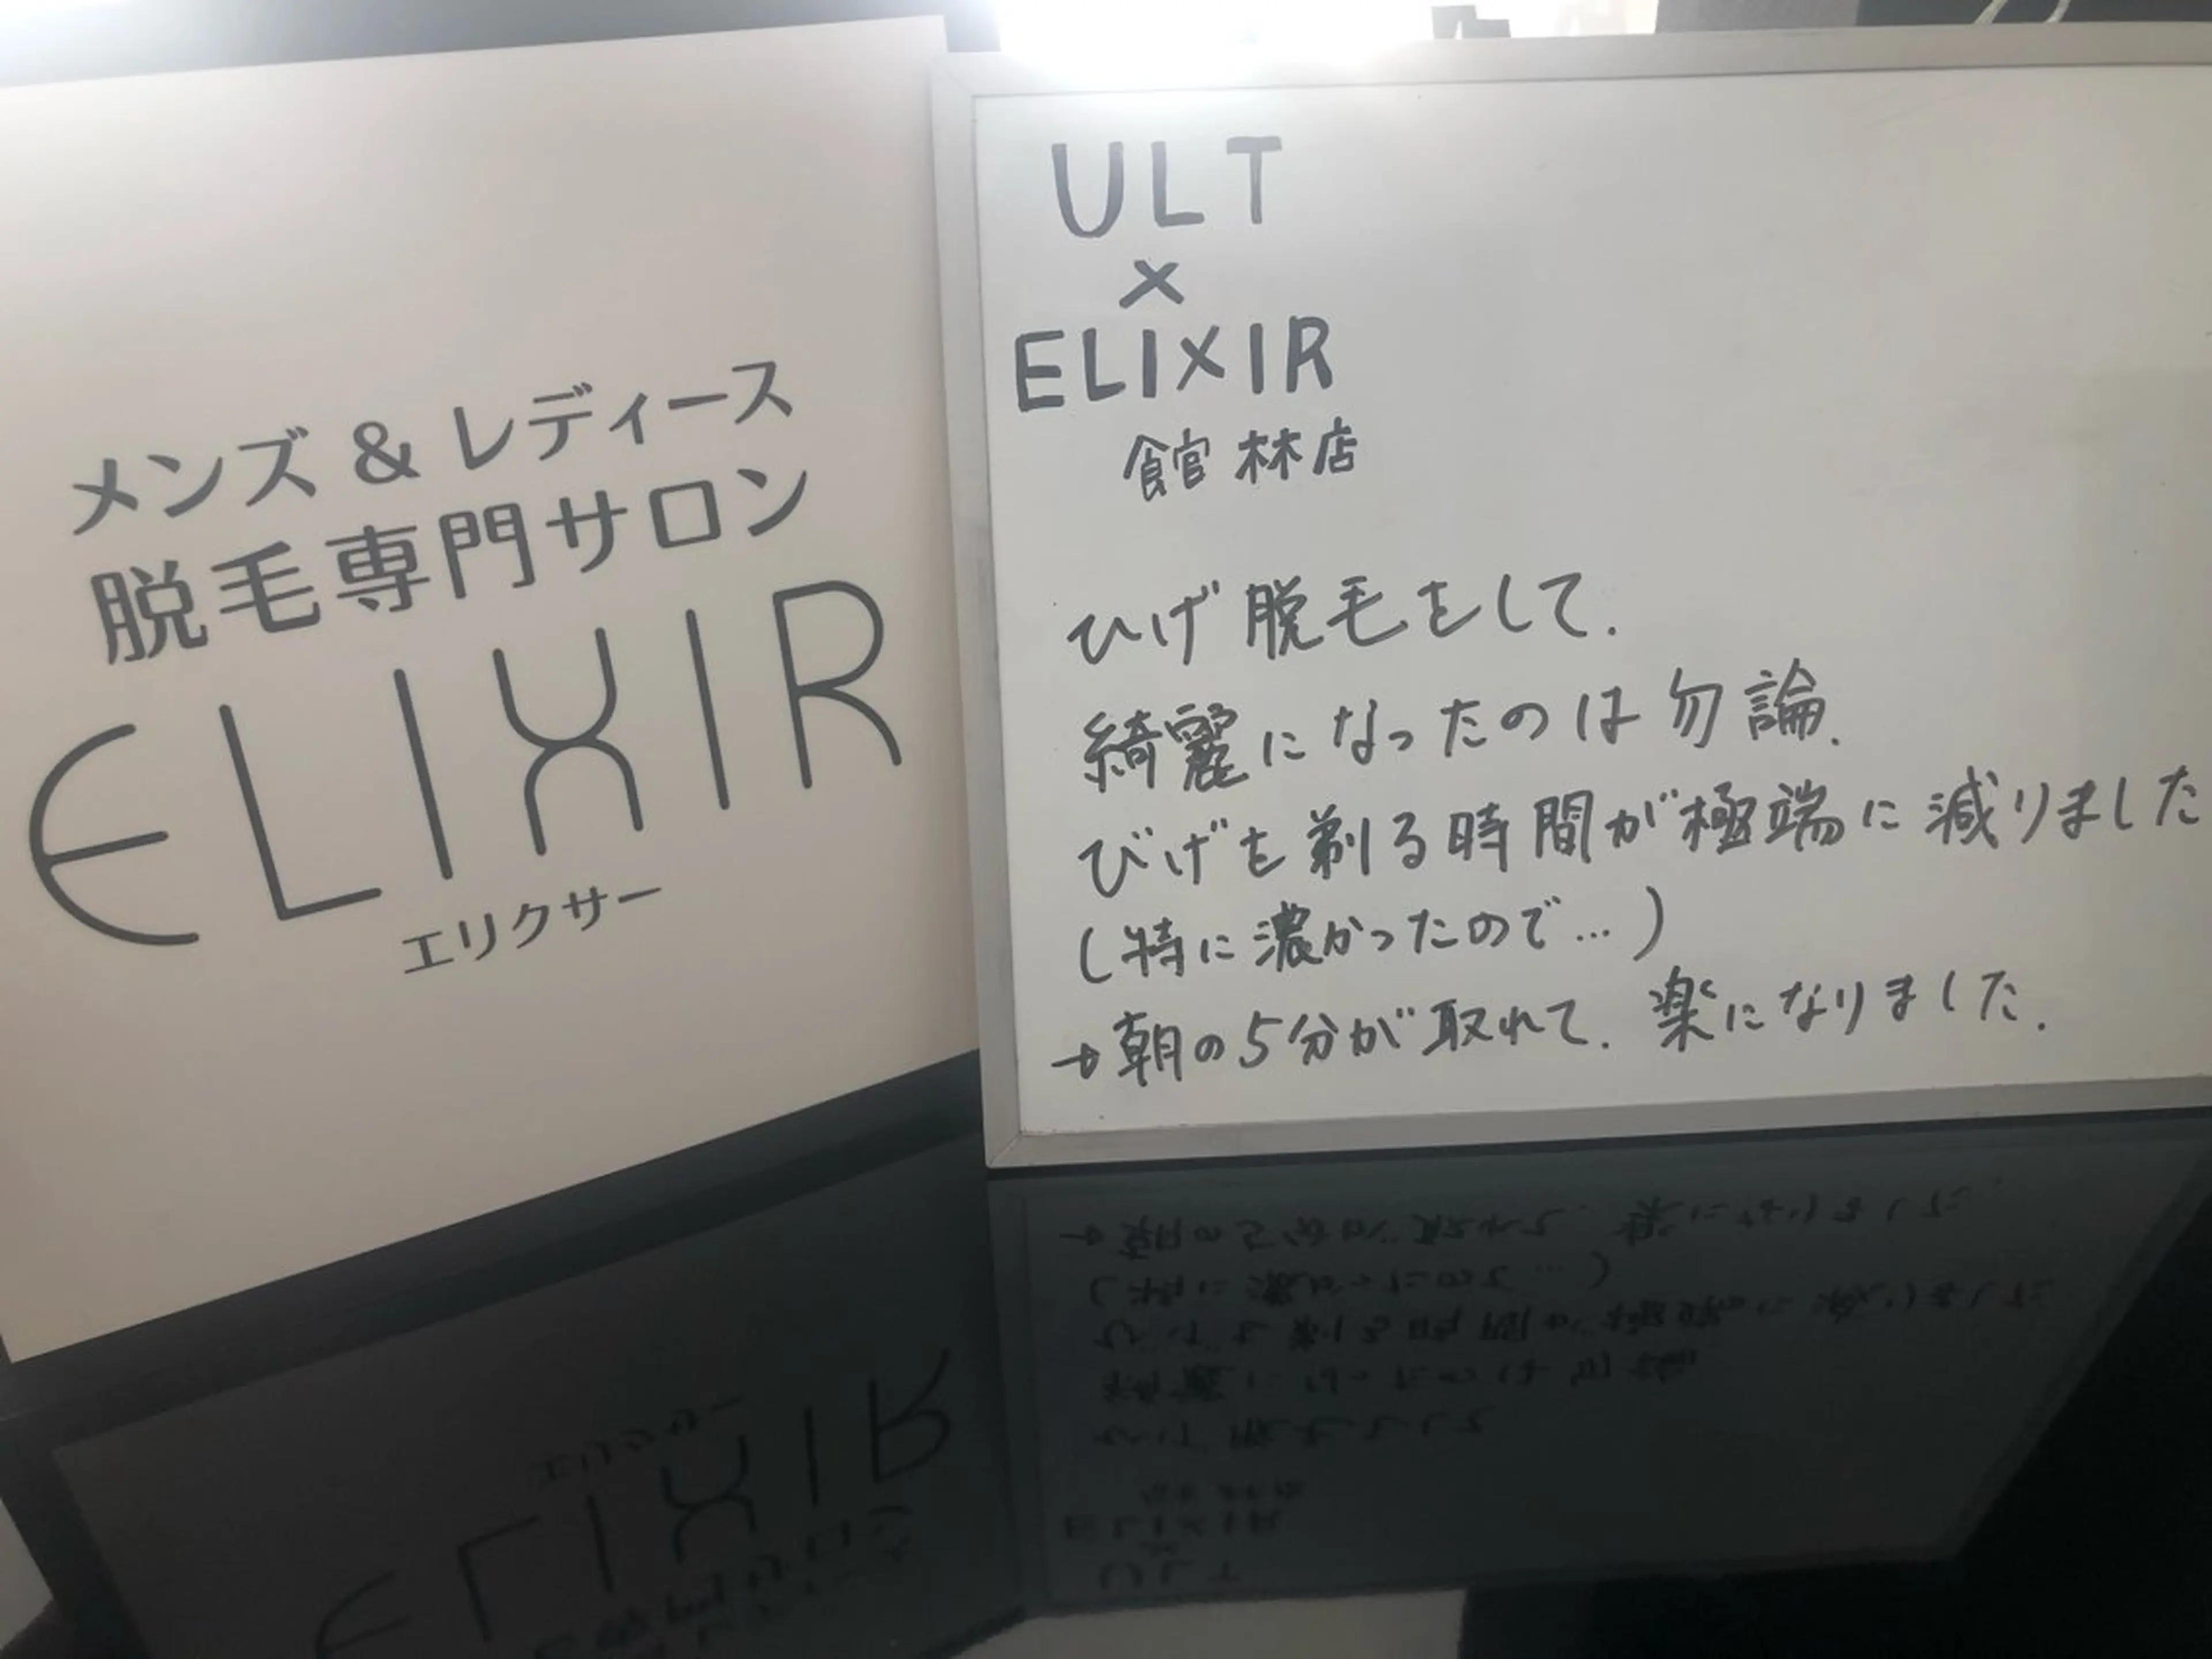 メンズ & レディース
脱毛専門サロン
ELIXIR
エリクサー
ULT
×
ELIXIR
館林店
ひげ脱毛をして.
綺麗になったのは勿論.
びげを剃る時間が極端に減りました
(特に濃かったので…)
→朝の5分が取れて.楽になりました.